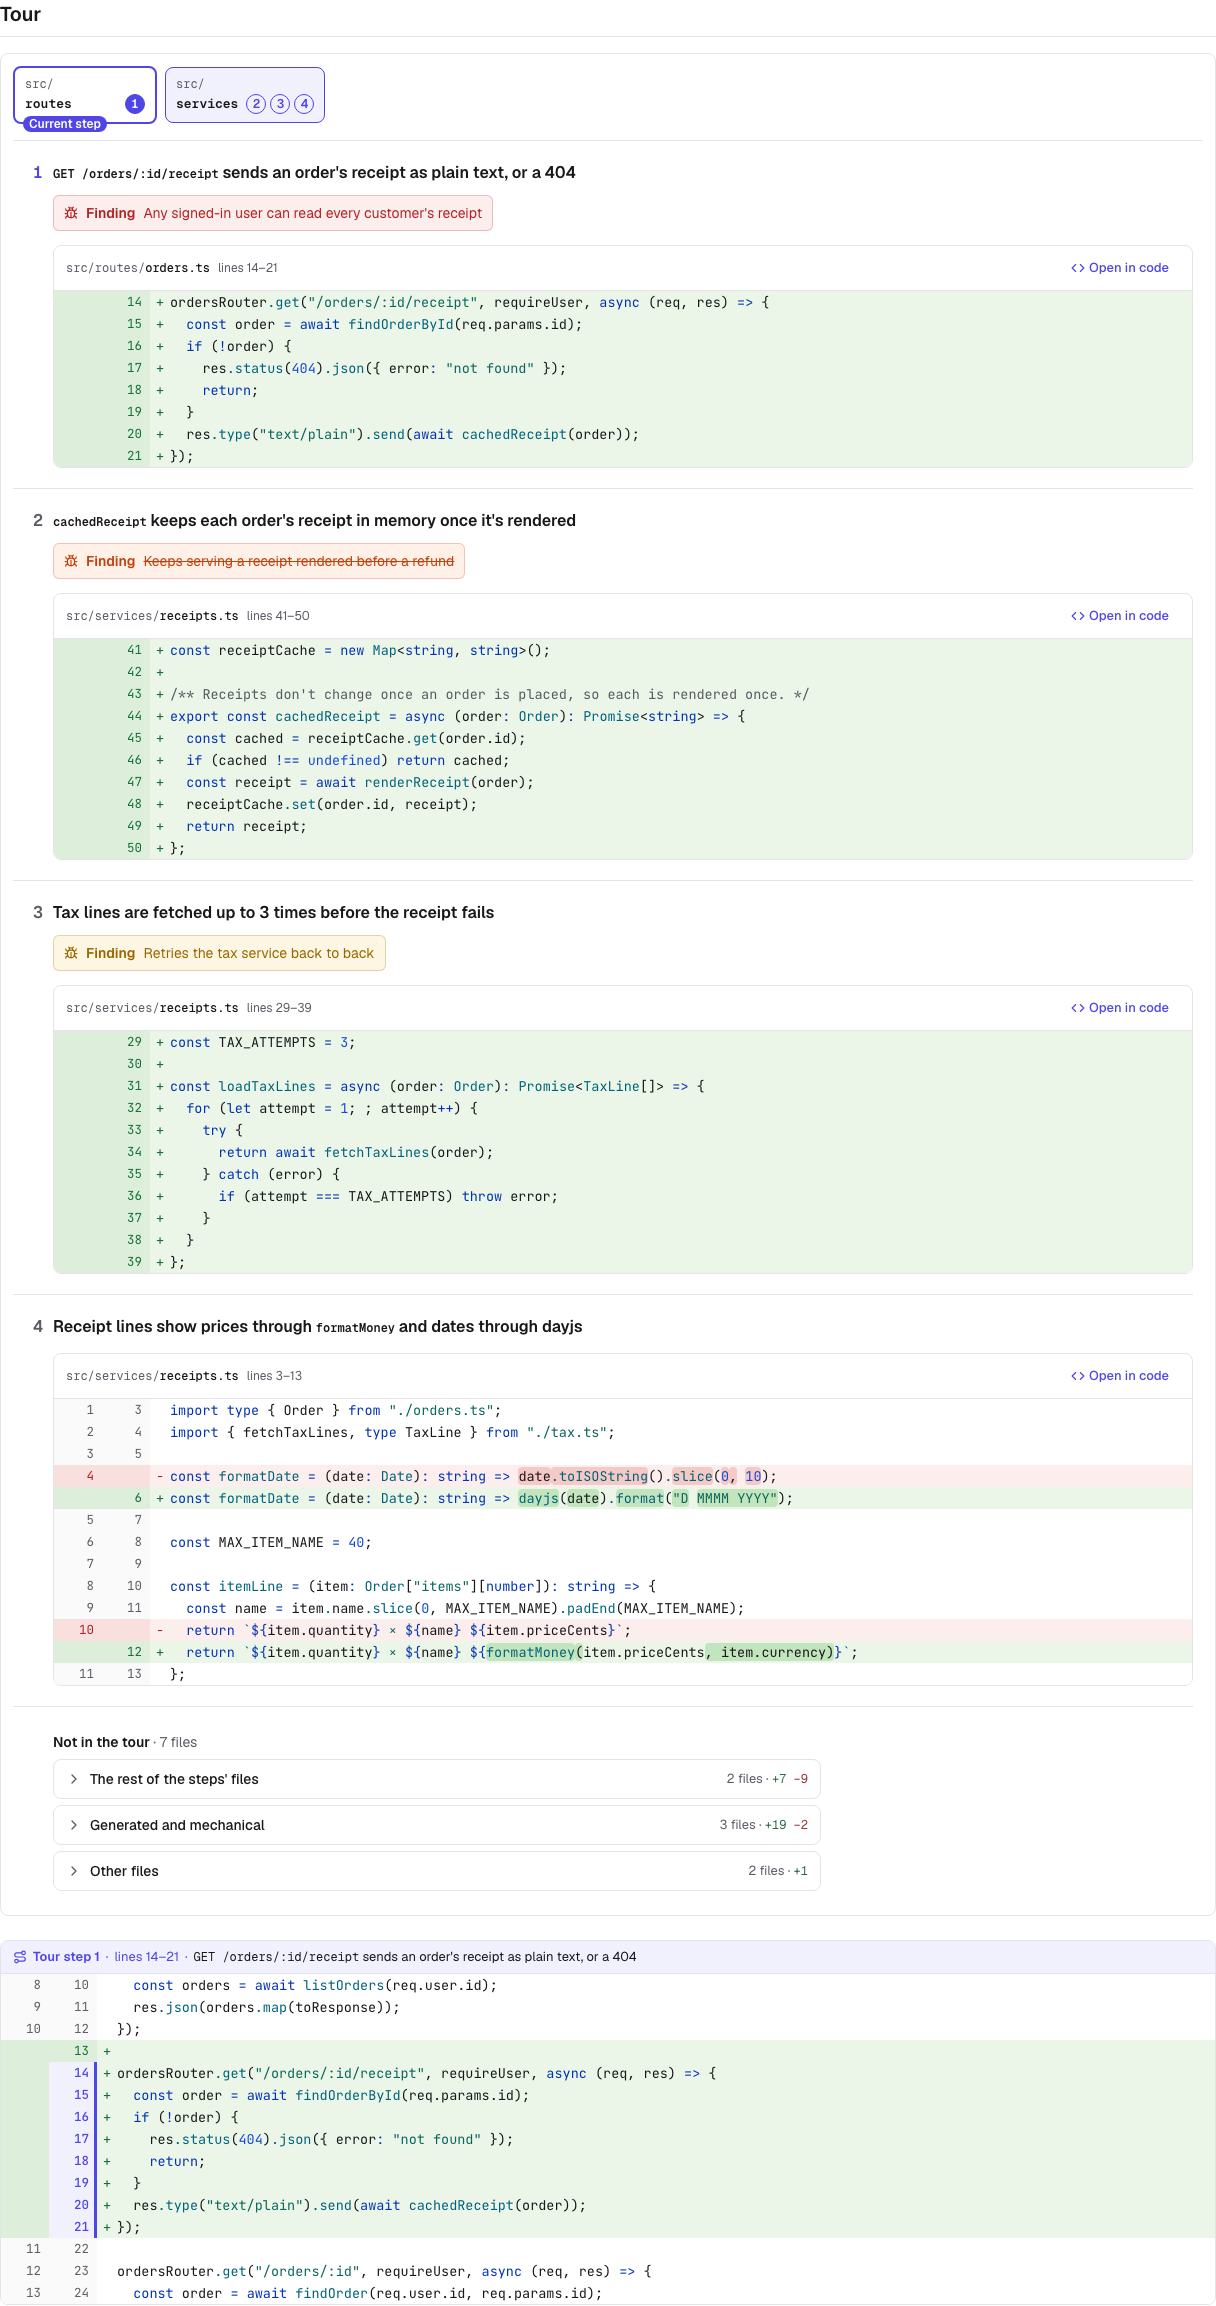 Tour
src/
routes 1
Current step
src/
services 2 3 4
1 GET /orders/:id/receipt sends an order's receipt as plain text, or a 404
Finding Any signed-in user can read every customer's receipt
src/routes/orders.ts lines 14–21 Open in code
14 + ordersRouter.get("/orders/:id/receipt", requireUser, async (req, res) => {
15 + const order = await findOrderById(req.params.id);
16 + if (!order) {
17 + res.status(404).json({ error: "not found" });
18 + return;
19 + }
20 + res.type("text/plain").send(await cachedReceipt(order));
21 + });
2 cachedReceipt keeps each order's receipt in memory once it's rendered
Finding Keeps serving a receipt rendered before a refund
src/services/receipts.ts lines 41–50 Open in code
41 + const receiptCache = new Map<string, string>();
42 +
43 + /** Receipts don't change once an order is placed, so each is rendered once. */
44 + export const cachedReceipt = async (order: Order): Promise<string> => {
45 + const cached = receiptCache.get(order.id);
46 + if (cached !== undefined) return cached;
47 + const receipt = await renderReceipt(order);
48 + receiptCache.set(order.id, receipt);
49 + return receipt;
50 + };
3 Tax lines are fetched up to 3 times before the receipt fails
Finding Retries the tax service back to back
src/services/receipts.ts lines 29–39 Open in code
29 + const TAX_ATTEMPTS = 3;
30 +
31 + const loadTaxLines = async (order: Order): Promise<TaxLine[]> => {
32 + for (let attempt = 1; ; attempt++) {
33 + try {
34 + return await fetchTaxLines(order);
35 + } catch (error) {
36 + if (attempt === TAX_ATTEMPTS) throw error;
37 + }
38 + }
39 + };
4 Receipt lines show prices through formatMoney and dates through dayjs
src/services/receipts.ts lines 3–13 Open in code
1 3 import type { Order } from "./orders.ts";
2 4 import { fetchTaxLines, type TaxLine } from "./tax.ts";
3 5
4 - const formatDate = (date: Date): string => date.toISOString().slice(0, 10);
6 + const formatDate = (date: Date): string => dayjs(date).format("D MMMM YYYY");
5 7
6 8 const MAX_ITEM_NAME = 40;
7 9
8 10 const itemLine = (item: Order["items"][number]): string => {
9 11 const name = item.name.slice(0, MAX_ITEM_NAME).padEnd(MAX_ITEM_NAME);
10 - return `${item.quantity} × ${name} ${item.priceCents}`;
12 + return `${item.quantity} × ${name} ${formatMoney(item.priceCents, item.currency)}`;
11 13 };
Not in the tour · 7 files
The rest of the steps' files 2 files · +7 −9
Generated and mechanical 3 files · +19 −2
Other files 2 files · +1
Tour step 1 · lines 14–21 · GET /orders/:id/receipt sends an order's receipt as plain text, or a 404
8 10 const orders = await listOrders(req.user.id);
9 11 res.json(orders.map(toResponse));
10 12 });
13 +
14 + ordersRouter.get("/orders/:id/receipt", requireUser, async (req, res) => {
15 + const order = await findOrderById(req.params.id);
16 + if (!order) {
17 + res.status(404).json({ error: "not found" });
18 + return;
19 + }
20 + res.type("text/plain").send(await cachedReceipt(order));
21 + });
11 22
12 23 ordersRouter.get("/orders/:id", requireUser, async (req, res) => {
13 24 const order = await findOrder(req.user.id, req.params.id);